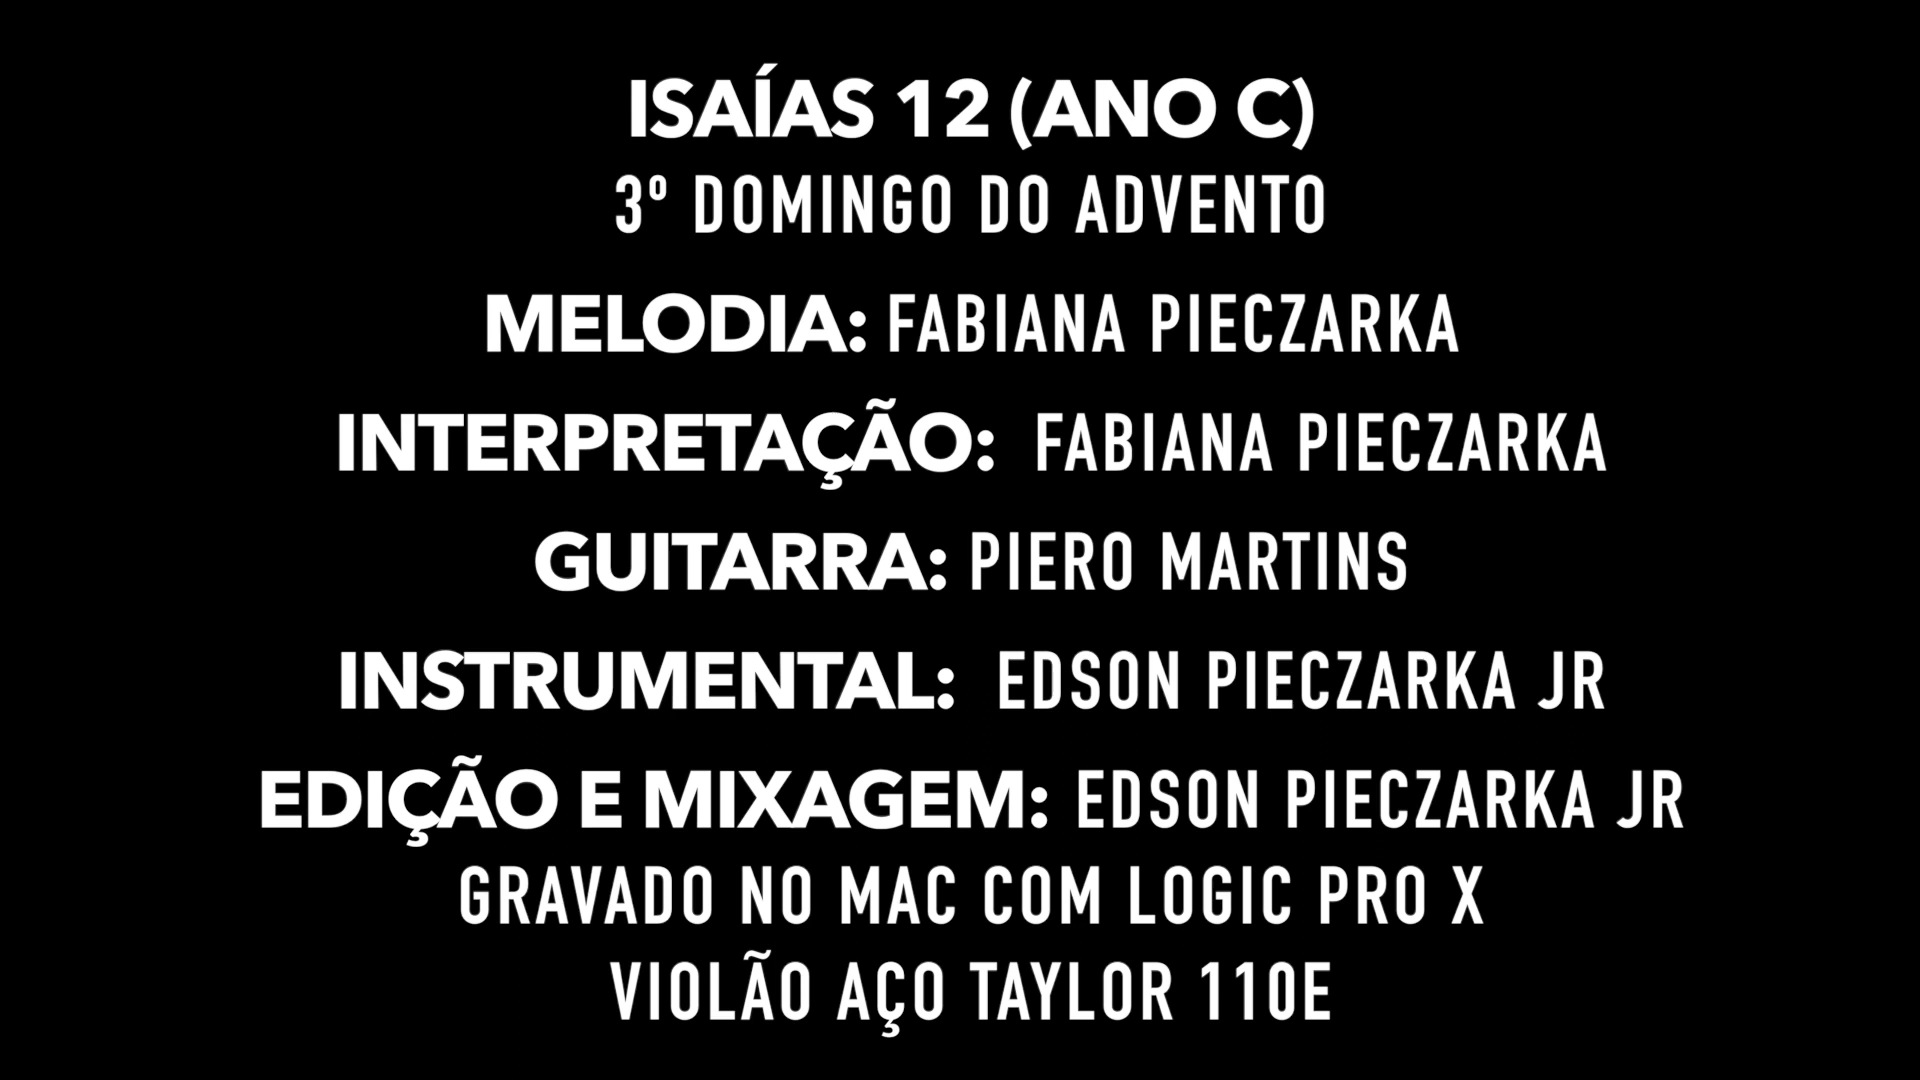 ISAÍAS 12 (ANO C)
3º DOMINGO DO ADVENTO
MELODIA: FABIANA PIECZARKA
INTERPRETAÇÃO: FABIANA PIECZARKA
GUITARRA: PIERO MARTINS
INSTRUMENTAL: EDSON PIECZARKA JR
EDIÇÃO E MIXAGEM: EDSON PIECZARKA JR
GRAVADO NO MAC COM LOGIC PRO X
VIOLÃO AÇO TAYLOR 110E